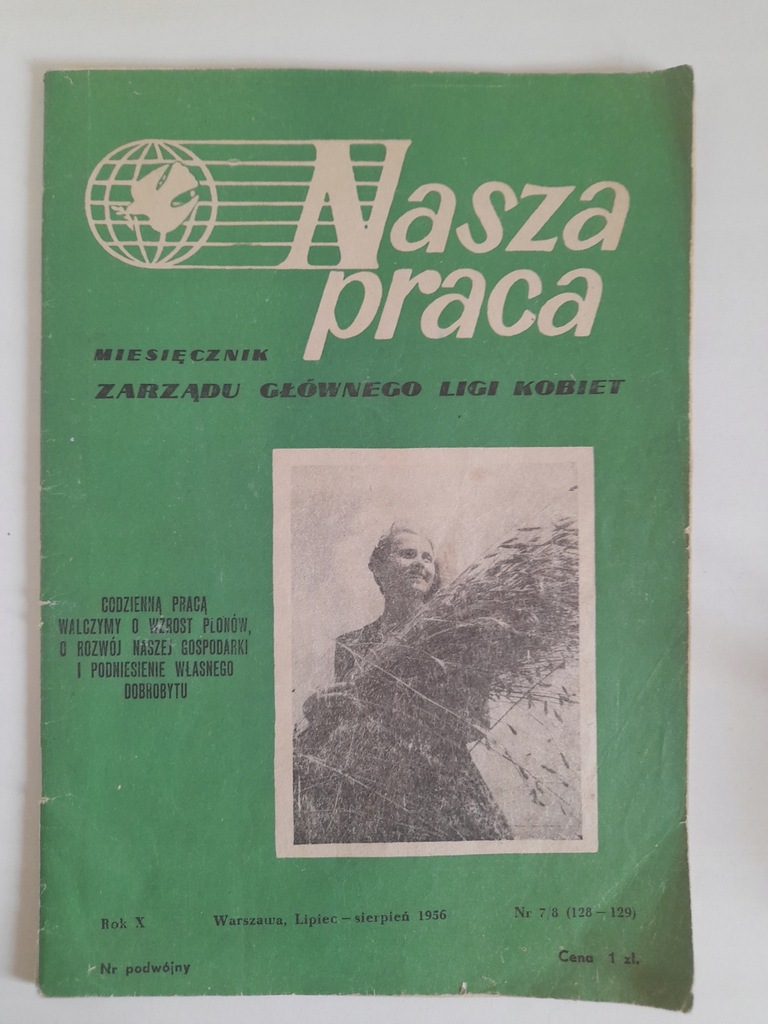 Nasza
praca
MIESIĘCZNIK
ZARZĄDU GŁÓWNEGO LIGI KOBIET
CODZIENNĄ PRACĄ
WALCZYMY O WZROST PLONÓW,
O ROZWÓJ NASZEJ GOSPODARKI
I PODNIESIENIE WŁASNEGO
DOBROBYTU
Rok X Warszawa, Lipiec — sierpień 1956 Nr 7/8 (128 — 129)
Nr podwójny Cena 1 zł.